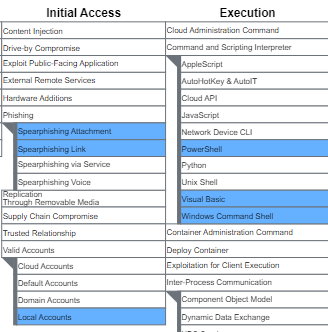 Initial Access
Content Injection
Drive-by Compromise
Exploit Public-Facing Application
External Remote Services
Hardware Additions
Phishing
Spearphishing Attachment
Spearphishing Link
Spearphishing via Service
Spearphishing Voice
Replication
Through Removable Media
Supply Chain Compromise
Trusted Relationship
Valid Accounts
Cloud Accounts
Default Accounts
Domain Accounts
Local Accounts
Execution
Cloud Administration Command
Command and Scripting Interpreter
AppleScript
AutoHotKey & AutoIT
Cloud API
JavaScript
Network Device CLI
PowerShell
Python
Unix Shell
Visual Basic
Windows Command Shell
Container Administration Command
Deploy Container
Exploitation for Client Execution
Inter-Process Communication
Component Object Model
Dynamic Data Exchange